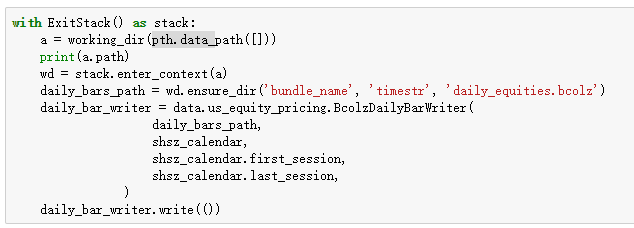 with ExitStack() as stack:
    a = working_dir(pth.data_path([]))
    print(a.path)
    wd = stack.enter_context(a)
    daily_bars_path = wd.ensure_dir('bundle_name', 'timestr', 'daily_equities.bcolz')
    daily_bar_writer = data.us_equity_pricing.BcolzDailyBarWriter(
                daily_bars_path,
                shsz_calendar,
                shsz_calendar.first_session,
                shsz_calendar.last_session,
            )
    daily_bar_writer.write(())